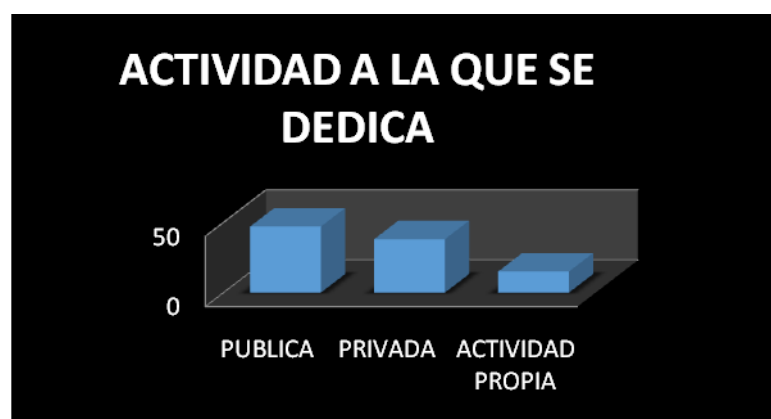 ACTIVIDAD A LA QUE SE
DEDICA
50
0
PUBLICA PRIVADA ACTIVIDAD
PROPIA